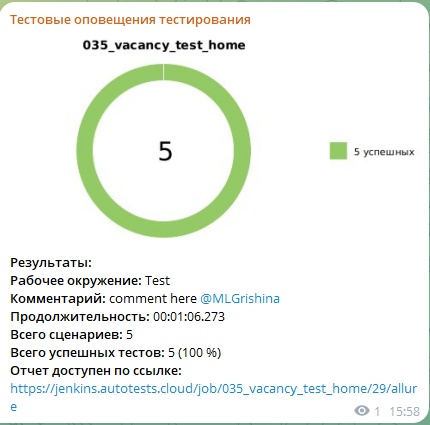 Тестовые оповещения тестирования
035_vacancy_test_home
5
5 успешных
Результаты:
Рабочее окружение: Test
Комментарий: comment here @MLGrishina
Продолжительность: 00:01:06.273
Всего сценариев: 5
Всего успешных тестов: 5 (100 %)
Отчет доступен по ссылке:
https://jenkins.autotests.cloud/job/035_vacancy_test_home/29/allur
e
1 15:58